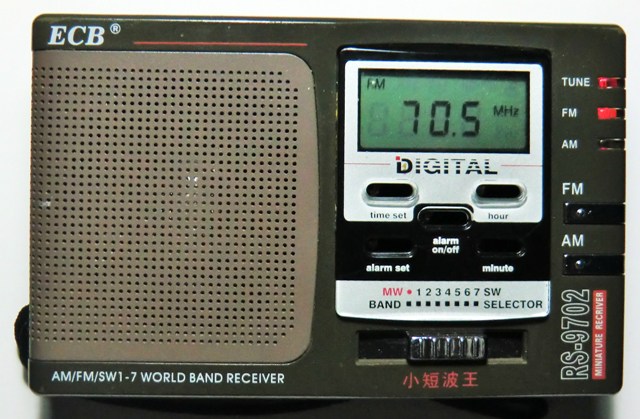 ECB®
FM
70.5 MHz
DIGITAL
time set
hour
alarm
on/off
alarm set
minute
MW • 1 2 3 4 5 6 7 SW
BAND SELECTOR
小短波王
TUNE
FM
AM
FM
AM
RS-9702
MINIATURE RECRIVER
AM/FM/SW1-7 WORLD BAND RECEIVER